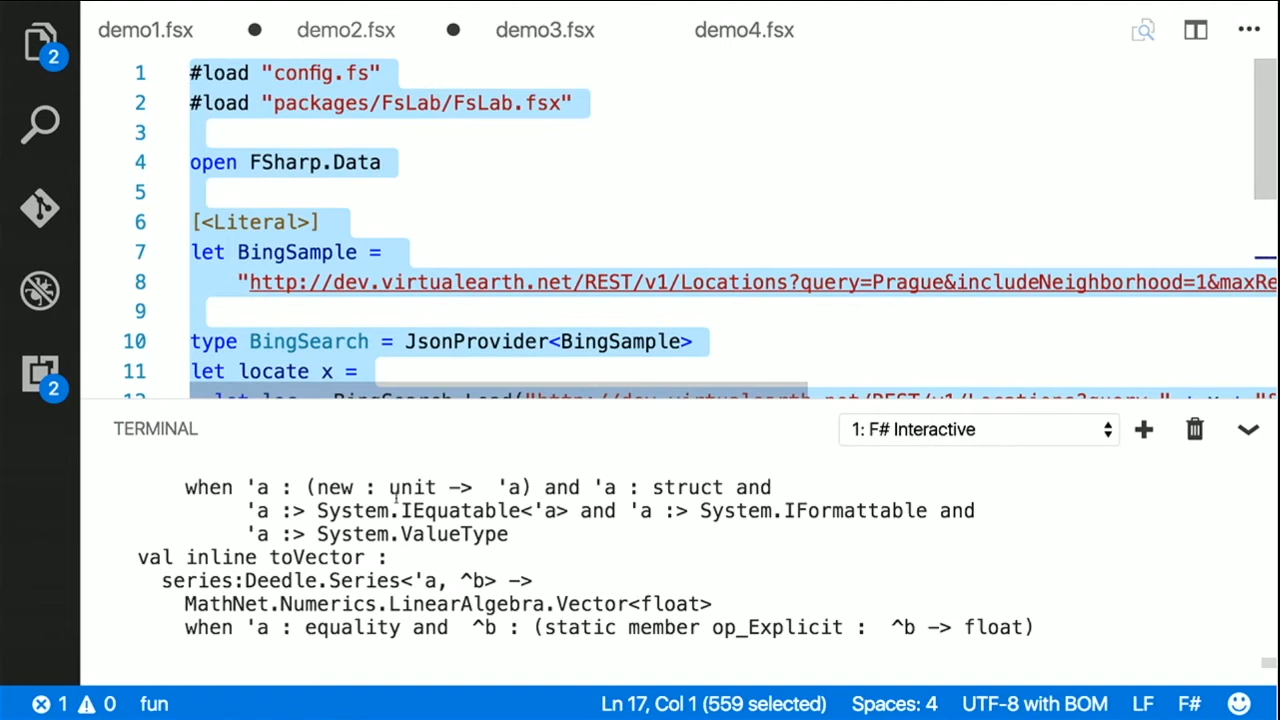 demo1.fsx demo2.fsx demo3.fsx demo4.fsx
2
1 #load "config.fs"
2 #load "packages/FsLab/FsLab.fsx"
3
4 open FSharp.Data
5
6 [<Literal>]
7 let BingSample =
8 "http://dev.virtualearth.net/REST/v1/Locations?query=Prague&includeNeighborhood=1&maxRe
9
10 type BingSearch = JsonProvider<BingSample>
11 let locate x =
2
TERMINAL
1: F# Interactive
when 'a : (new : unit -> 'a) and 'a : struct and
'a :> System.IEquatable<'a> and 'a :> System.IFormattable and
'a :> System.ValueType
val inline toVector :
series:Deedle.Series<'a, ^b> ->
MathNet.Numerics.LinearAlgebra.Vector<float>
when 'a : equality and ^b : (static member op_Explicit : ^b -> float)
1 0 fun Ln 17, Col 1 (559 selected) Spaces: 4 UTF-8 with BOM LF F#